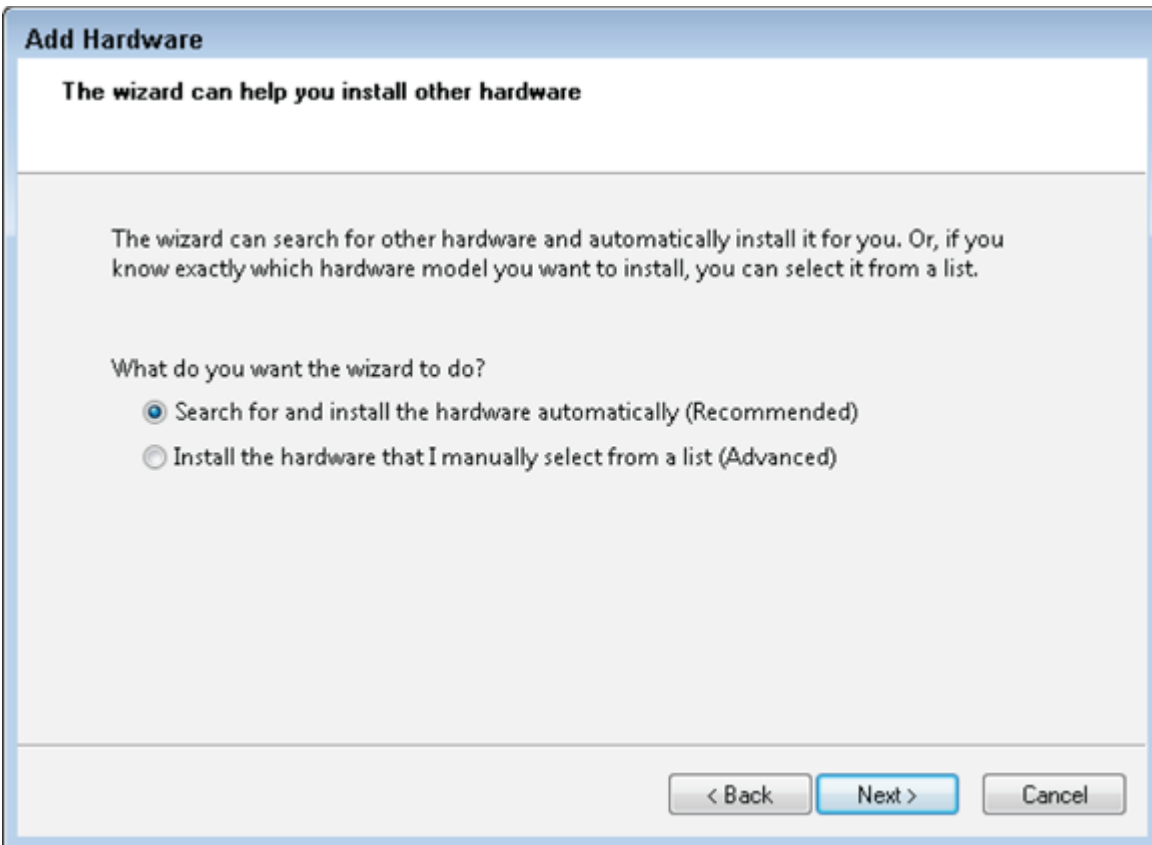 Add Hardware
The wizard can help you install other hardware
The wizard can search for other hardware and automatically install it for you. Or, if you
know exactly which hardware model you want to install, you can select it from a list.
What do you want the wizard to do?
Search for and install the hardware automatically (Recommended)
Install the hardware that I manually select from a list (Advanced)
< Back Next > Cancel